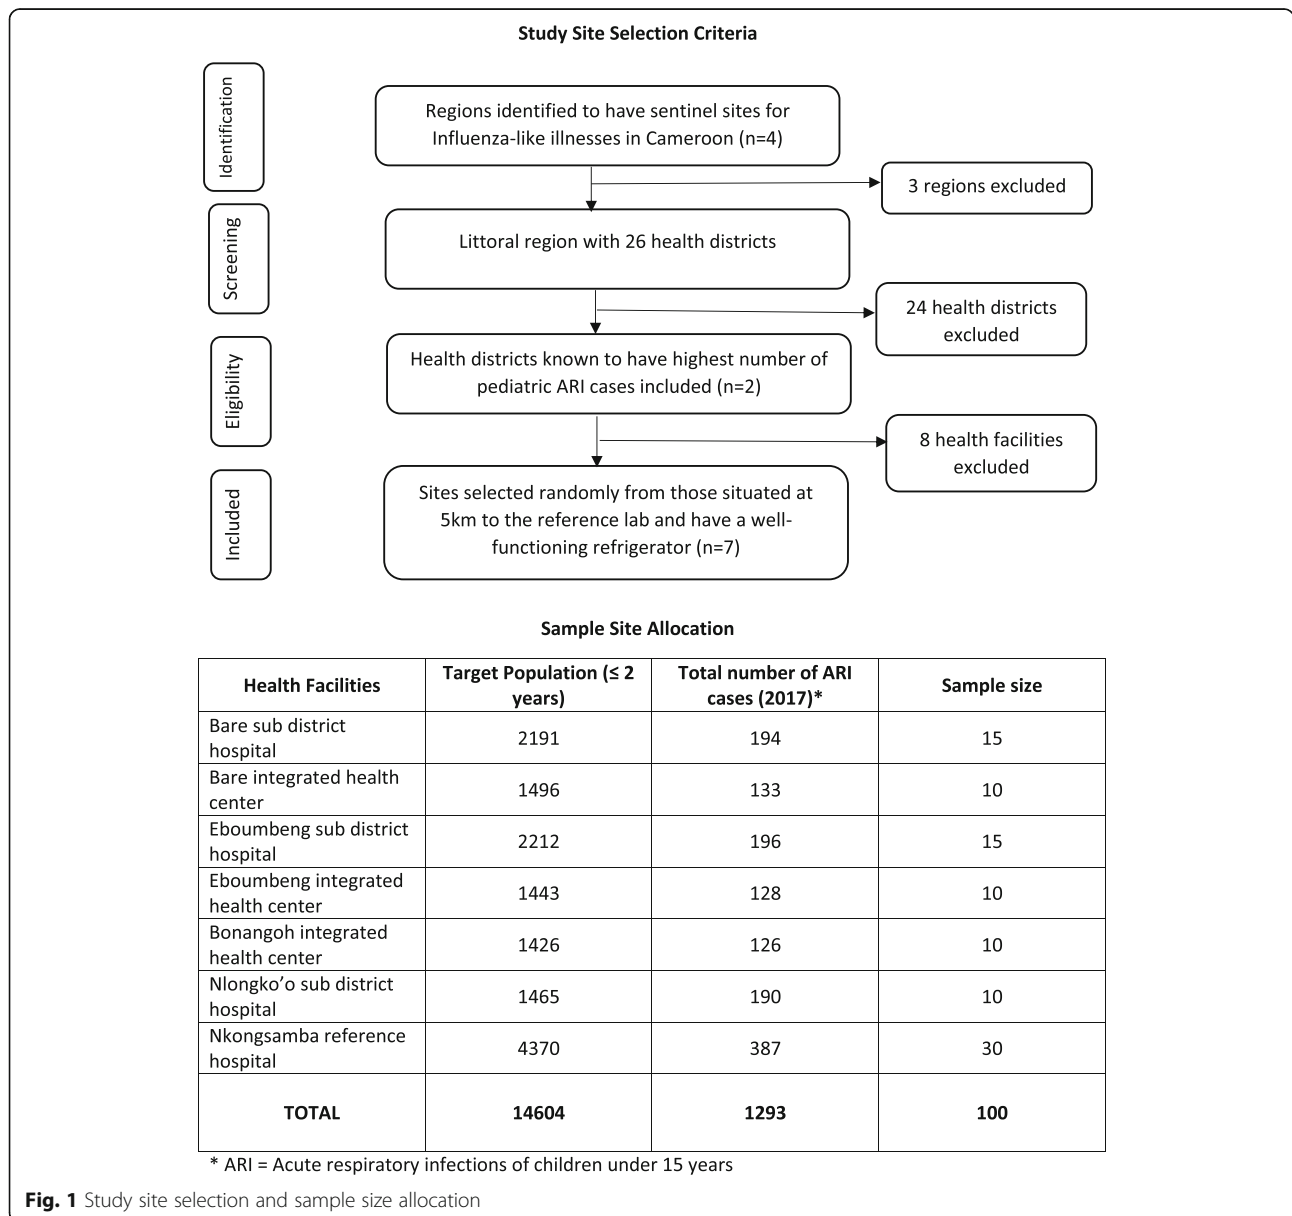 Study Site Selection Criteria
Identification
Regions identified to have sentinel sites for
Influenza-like illnesses in Cameroon (n=4)
3 regions excluded
Screening
Littoral region with 26 health districts
24 health districts
excluded
Eligibility
Health districts known to have highest number of
pediatric ARI cases included (n=2)
8 health facilities
excluded
Included
Sites selected randomly from those situated at
5km to the reference lab and have a well-
functioning refrigerator (n=7)
Sample Site Allocation
Health Facilities
Target Population (≤ 2
years)
Total number of ARI
cases (2017)*
Sample size
Bare sub district
hospital
2191
194
15
Bare integrated health
center
1496
133
10
Eboumbeng sub district
hospital
2212
196
15
Eboumbeng integrated
health center
1443
128
10
Bonangoh integrated
health center
1426
126
10
Nlongko’o sub district
hospital
1465
190
10
Nkongsamba reference
hospital
4370
387
30
TOTAL
14604
1293
100
* ARI = Acute respiratory infections of children under 15 years
Fig. 1 Study site selection and sample size allocation